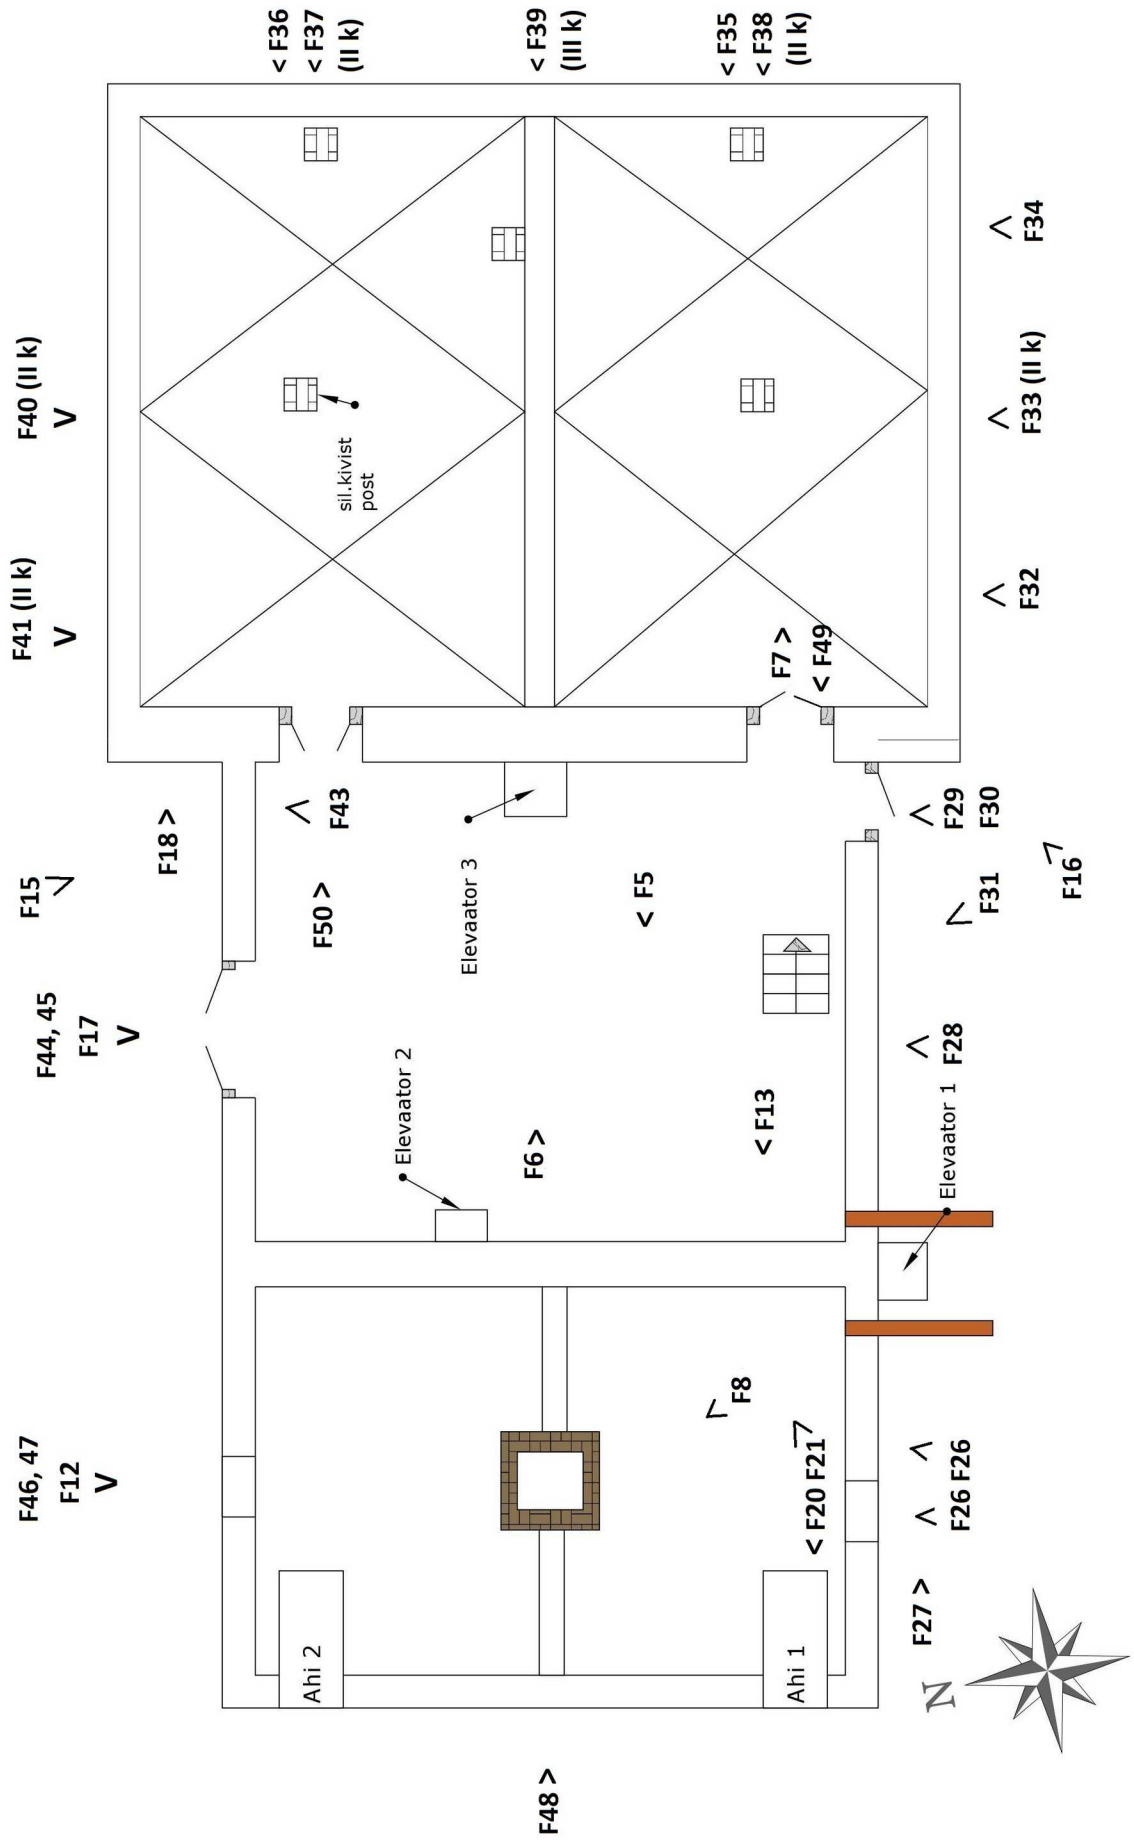 F46, 47
F12
V
F44, 45
F17
V
F15
F41 (II k)
V
F40 (II k)
V
F18 >
< F36
< F37
(II k)
F50 >
F43
sil.kivist
post
Ahi 2
Elevaator 2
Elevaator 3
F48 >
F6 >
< F5
< F39
(III k)
F8
< F13
F7 >
< F49
< F35
< F38
(II k)
Ahi 1
< F20 F21
F27 >
F26 F26
Elevaator 1
F28
F31
F29
F30
F16
F32
F33 (II k)
F34
N